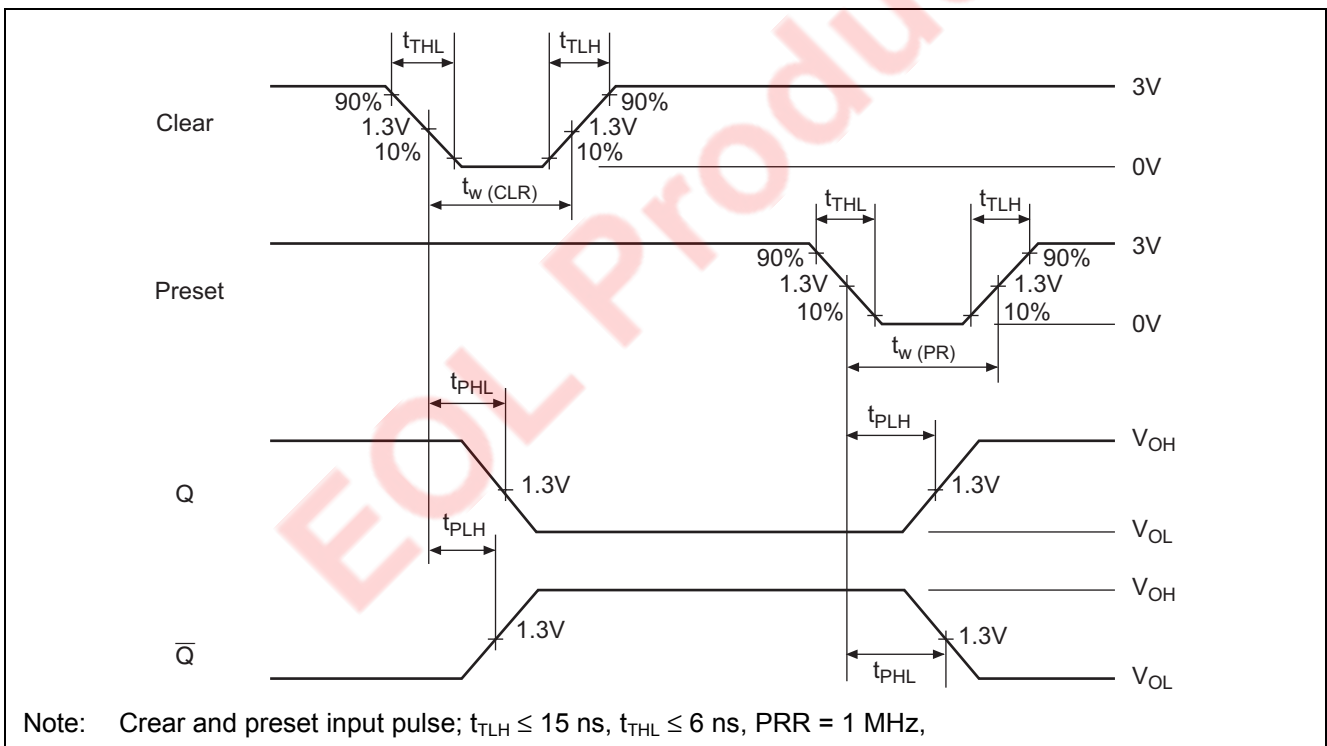 tTHL tTLH
3V
90% 90%
Clear 1.3V 1.3V
10% 10%
0V
tw (CLR)
tTHL tTLH
3V
90% 90%
Preset 1.3V 1.3V
10% 10%
0V
tw (PR)
tPHL
tPLH
VOH
Q 1.3V 1.3V
tPLH
VOL
VOH
Q 1.3V 1.3V
tPHL
VOL
Note: Crear and preset input pulse; tTLH ≤ 15 ns, tTHL ≤ 6 ns, PRR = 1 MHz,
EOL Produ